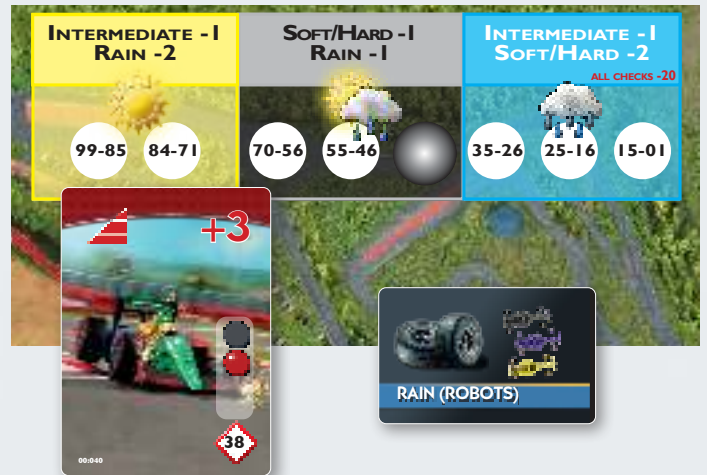 INTERMEDIATE -1
RAIN -2
SOFT/HARD -1
RAIN -1
INTERMEDIATE -1
SOFT/HARD -2
ALL CHECKS -20
99-85
84-71
70-56
55-46
35-26
25-16
15-01
+3
38
00:040
RAIN (ROBOTS)